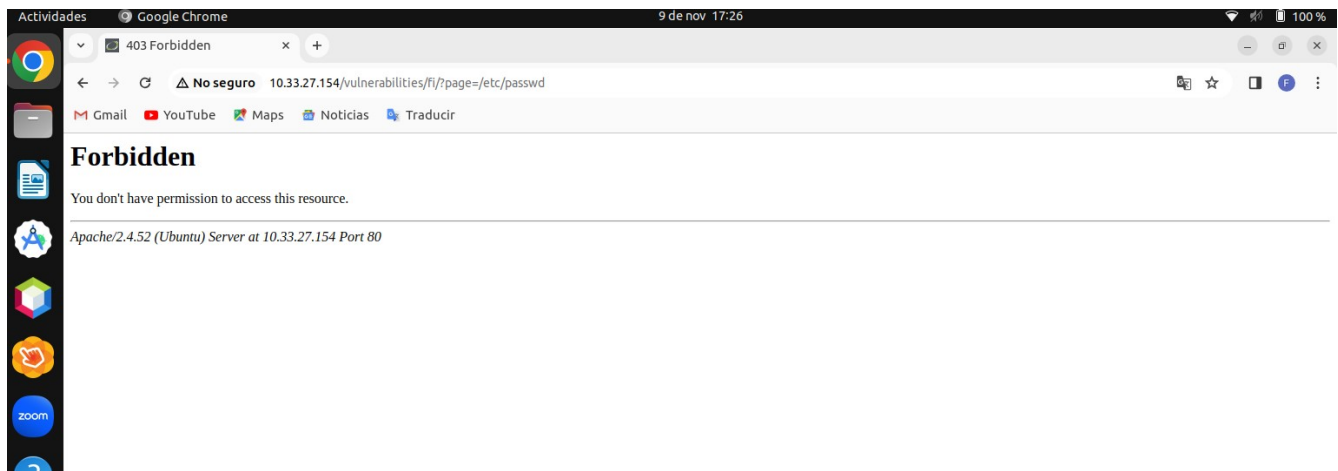 Actividades Google Chrome 9 de nov 17:26 100 %
403 Forbidden
No seguro 10.33.27.154/vulnerabilities/fi/?page=/etc/passwd
F
Gmail YouTube Maps Noticias Traducir
Forbidden
You don't have permission to access this resource.
Apache/2.4.52 (Ubuntu) Server at 10.33.27.154 Port 80
zoom